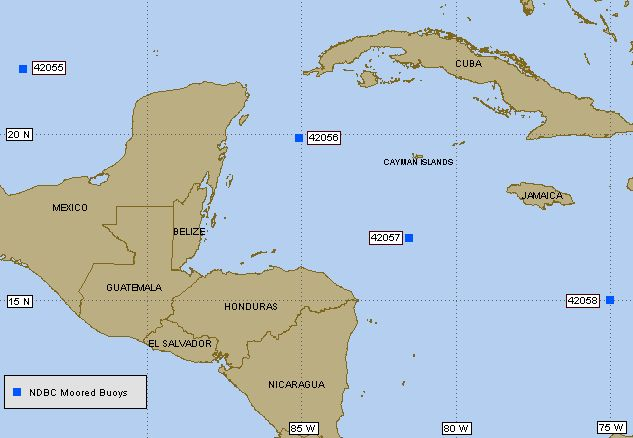 42055
CUBA
20 N
42056
CAYMAN ISLANDS
JAMAICA
MEXICO
BELIZE
42057
GUATEMALA
15 N
42058
HONDURAS
EL SALVADOR
NICARAGUA
NDBC Moored Buoys
85 W
80 W
75 W